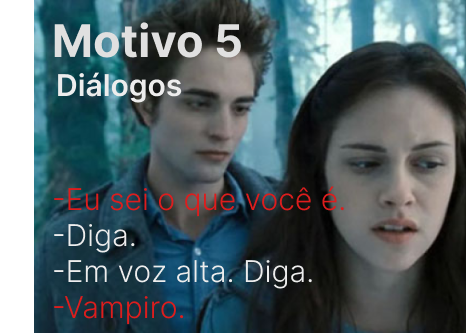 Motivo 5
Diálogos
-Eu sei o que você é.
-Diga.
-Em voz alta. Diga.
-Vampiro.